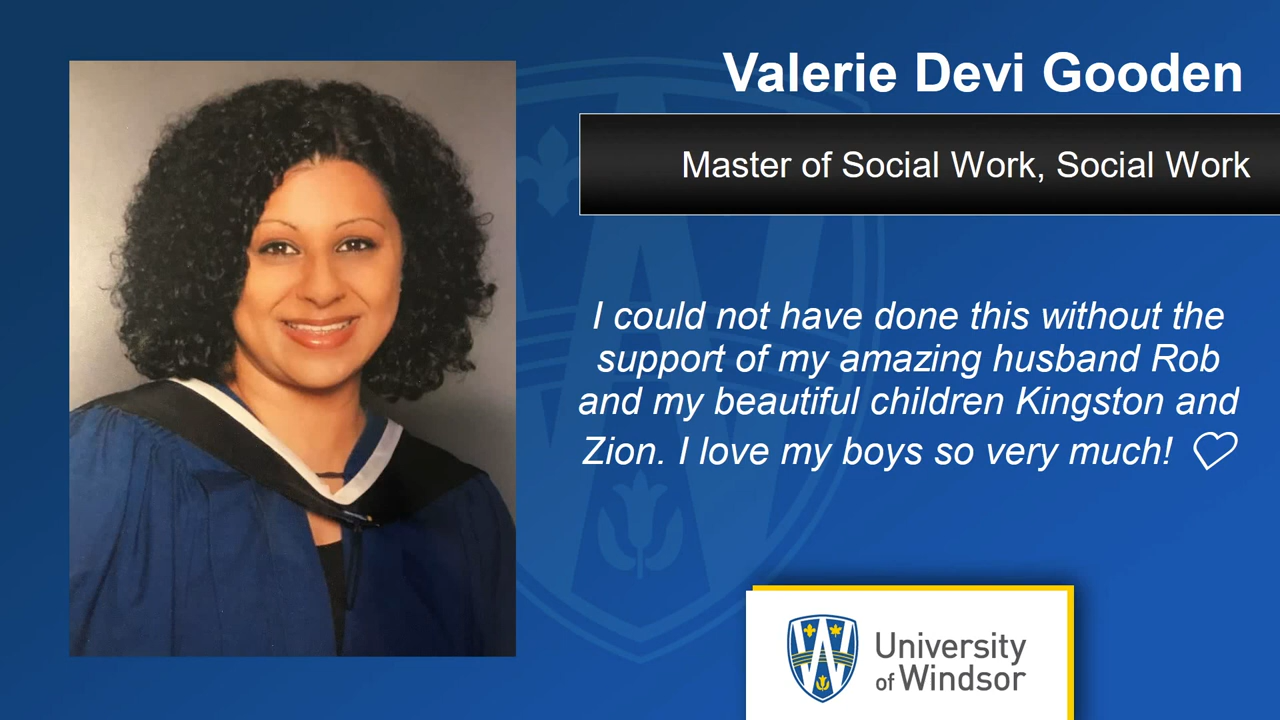 Valerie Devi Gooden
Master of Social Work, Social Work
I could not have done this without the
support of my amazing husband Rob
and my beautiful children Kingston and
Zion. I love my boys so very much! ♡
University
of Windsor